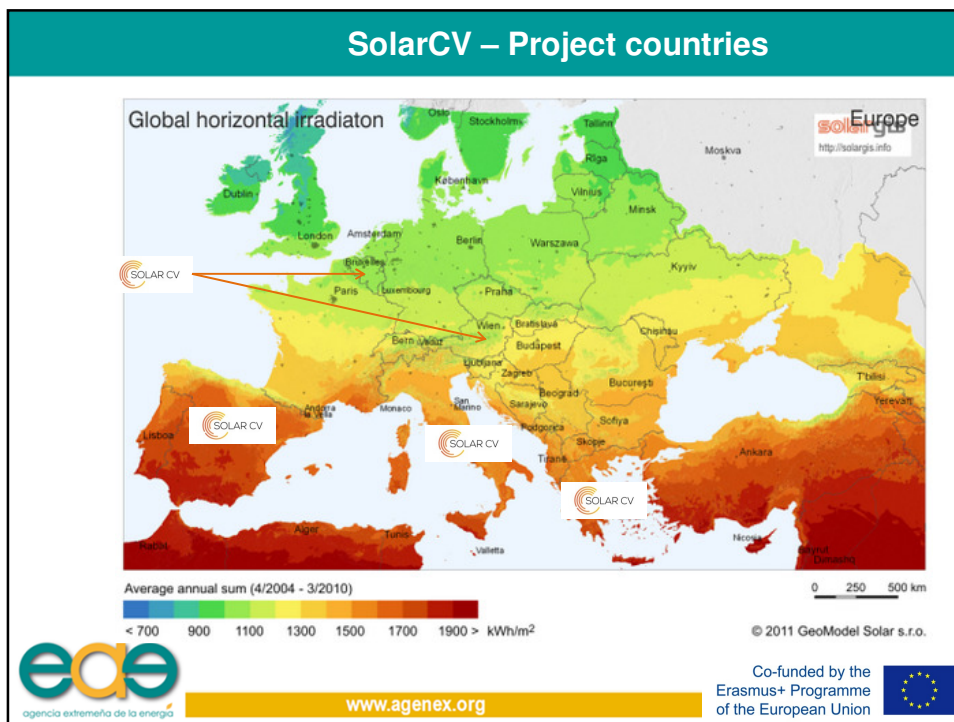 SolarCV – Project countries
Global horizontal irradiaton
Europe
solargis
http://solargis.info
Oslo
Stockholm
Tallinn
Moskva
Rīga
København
Vilnius
Minsk
Dublin
London
Amsterdam
Berlin
Warszawa
Bruxelles
Kyyiv
SOLAR CV
Paris
Luxembourg
Praha
Wien
Bratislava
Chişinău
Bern
Vaduz
Budapest
Ljubljana
Zagreb
T'bilisi
Beograd
Bucureşti
Yerevan
Andorra
la Vella
Monaco
San
Marino
Sarajevo
SOLAR CV
Podgorica
Sofiya
Lisboa
SOLAR CV
Skopje
Tiranë
Ankara
SOLAR CV
Rabat
Alger
Tunis
Valletta
Nicosia
Bayrut
Dimashq
Average annual sum (4/2004 - 3/2010)
0 250 500 km
< 700 900 1100 1300 1500 1700 1900 > kWh/m²
© 2011 GeoModel Solar s.r.o.
eae
agencia extremeña de la energía
www.agenex.org
Co-funded by the
Erasmus+ Programme
of the European Union